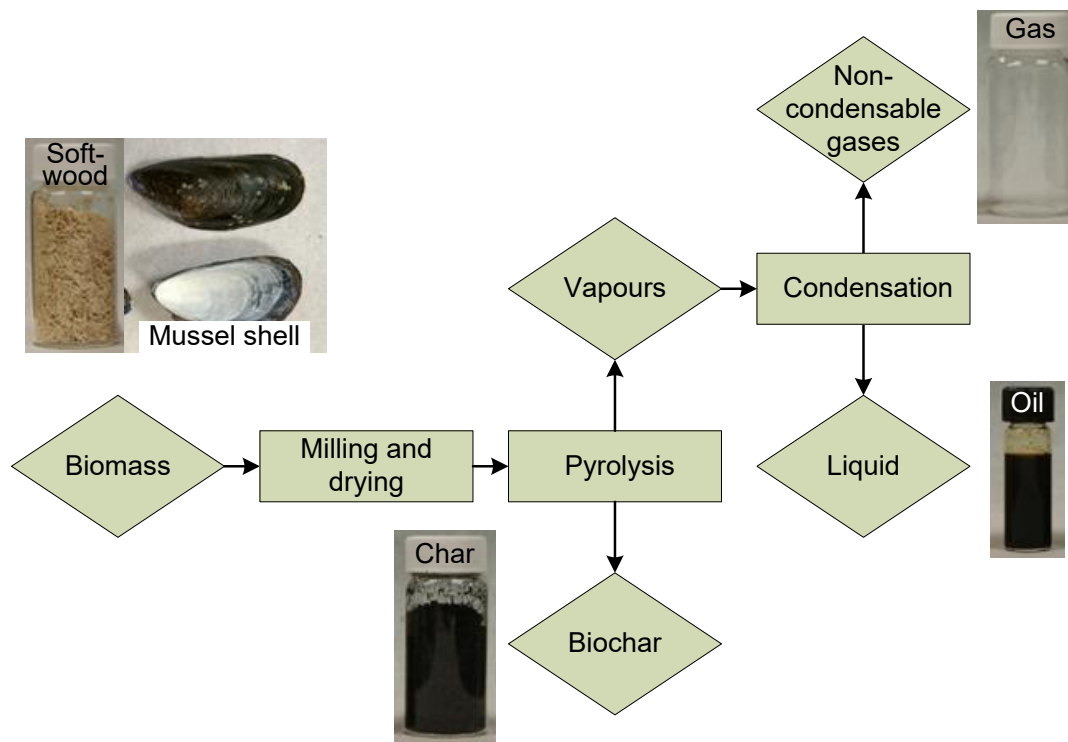 Gas
Non-
condensable
gases
Soft-
wood
Vapours
Condensation
Mussel shell
Oil
Biomass
Milling and
drying
Pyrolysis
Liquid
Char
Biochar